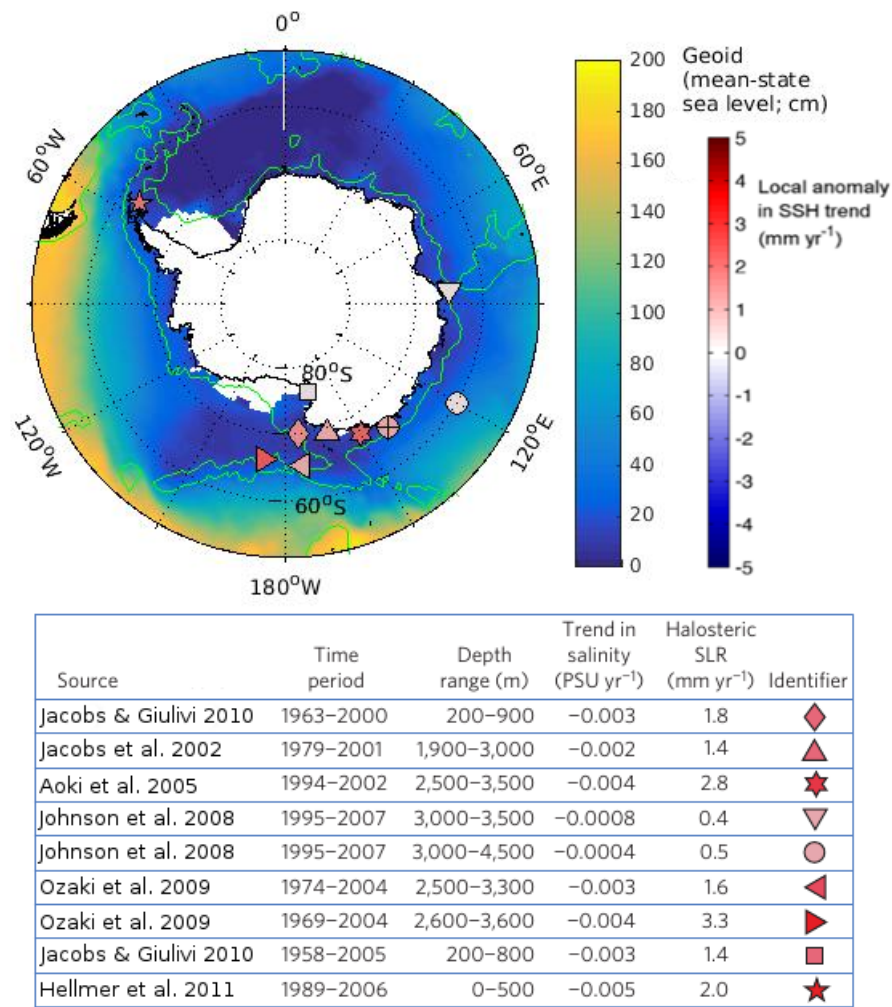 0°
60°W
60°E
80°S
120°W
120°E
60°S
180°W
200
180
160
140
120
100
80
60
40
20
0
Geoid
(mean-state
sea level; cm)
5
4
3
2
1
0
-1
-2
-3
-4
-5
Local anomaly
in SSH trend
(mm yr⁻¹)
Source Time period Depth range (m) Trend in salinity (PSU yr⁻¹) Halosteric SLR (mm yr⁻¹) Identifier
Jacobs & Giulivi 2010 1963–2000 200–900 −0.003 1.8
Jacobs et al. 2002 1979–2001 1,900–3,000 −0.002 1.4
Aoki et al. 2005 1994–2002 2,500–3,500 −0.004 2.8
Johnson et al. 2008 1995–2007 3,000–3,500 −0.0008 0.4
Johnson et al. 2008 1995–2007 3,000–4,500 −0.0004 0.5
Ozaki et al. 2009 1974–2004 2,500–3,300 −0.003 1.6
Ozaki et al. 2009 1969–2004 2,600–3,600 −0.004 3.3
Jacobs & Giulivi 2010 1958–2005 200–800 −0.003 1.4
Hellmer et al. 2011 1989–2006 0–500 −0.005 2.0